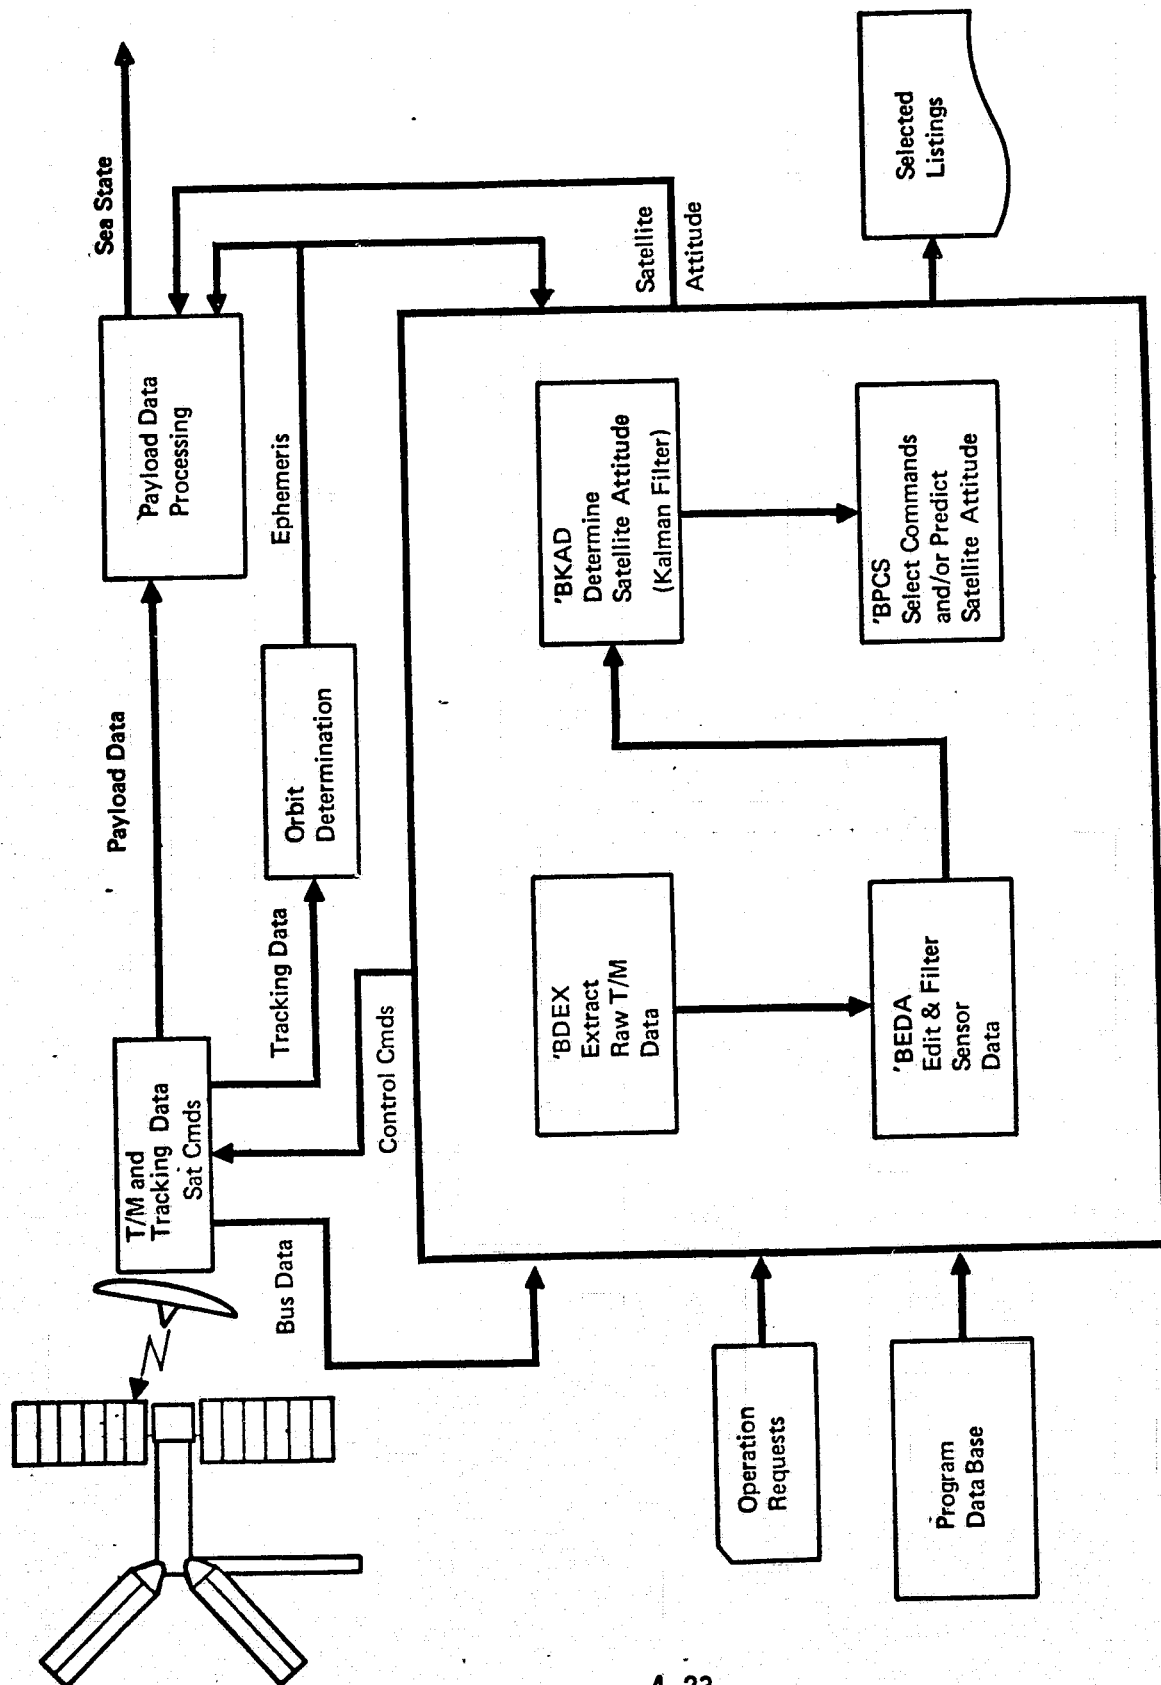 Sea State
Payload Data
Processing
Payload Data
Ephemeris
Orbit
Determination
Tracking Data
T/M and
Tracking Data
Sat Cmds
Control Cmds
Bus Data
Satellite
Attitude
Selected
Listings
'BKAD
Determine
Satellite Attitude
(Kalman Filter)
'BPCS
Select Commands
and/or Predict
Satellite Attitude
'BDEX
Extract
Raw T/M
Data
'BEDA
Edit & Filter
Sensor
Data
Operation
Requests
Program
Data Base